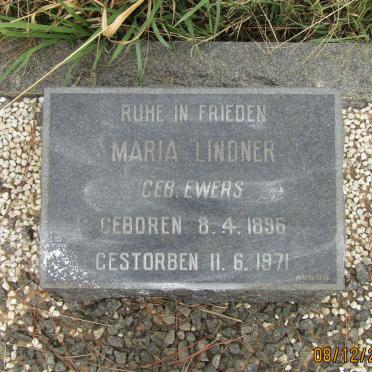 RUHE IN FRIEDEN
MARIA LINDNER
GEB. EWERS
GEBOREN 8.4.1896
GESTORBEN 11.6.1971